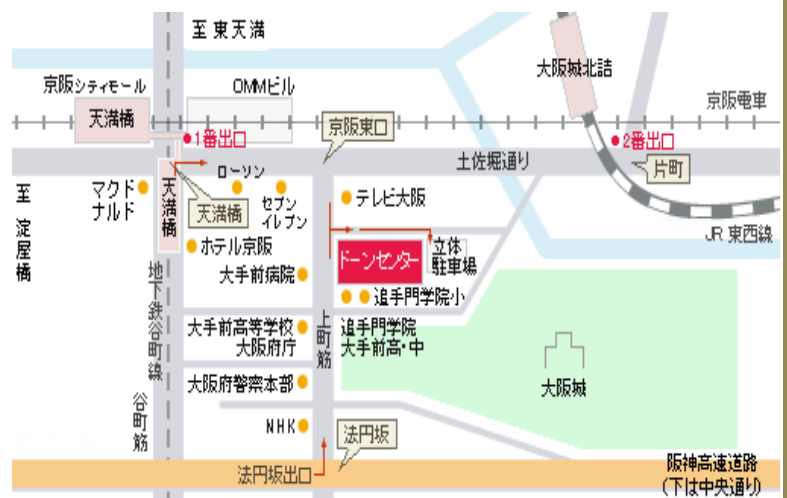 至 東天満
京阪シティモール
天満橋
OMMビル
大阪城北詰
京阪電車
1番出口
京阪東口
2番出口
土佐堀通り
片町
至 淀屋橋
マクド
ナルド
天満橋
天満橋
ローソン
セブン
イレブン
テレビ大阪
JR 東西線
ホテル京阪
ドーンセンター
立体
駐車場
大手前病院
追手門学院小
地下鉄谷町線
大手前高等学校
大阪府庁
上町筋
追手門学院
大手前高・中
大阪府警察本部
大阪城
谷町筋
NHK
法円坂
法円坂出口
阪神高速道路
(下は中央通り)